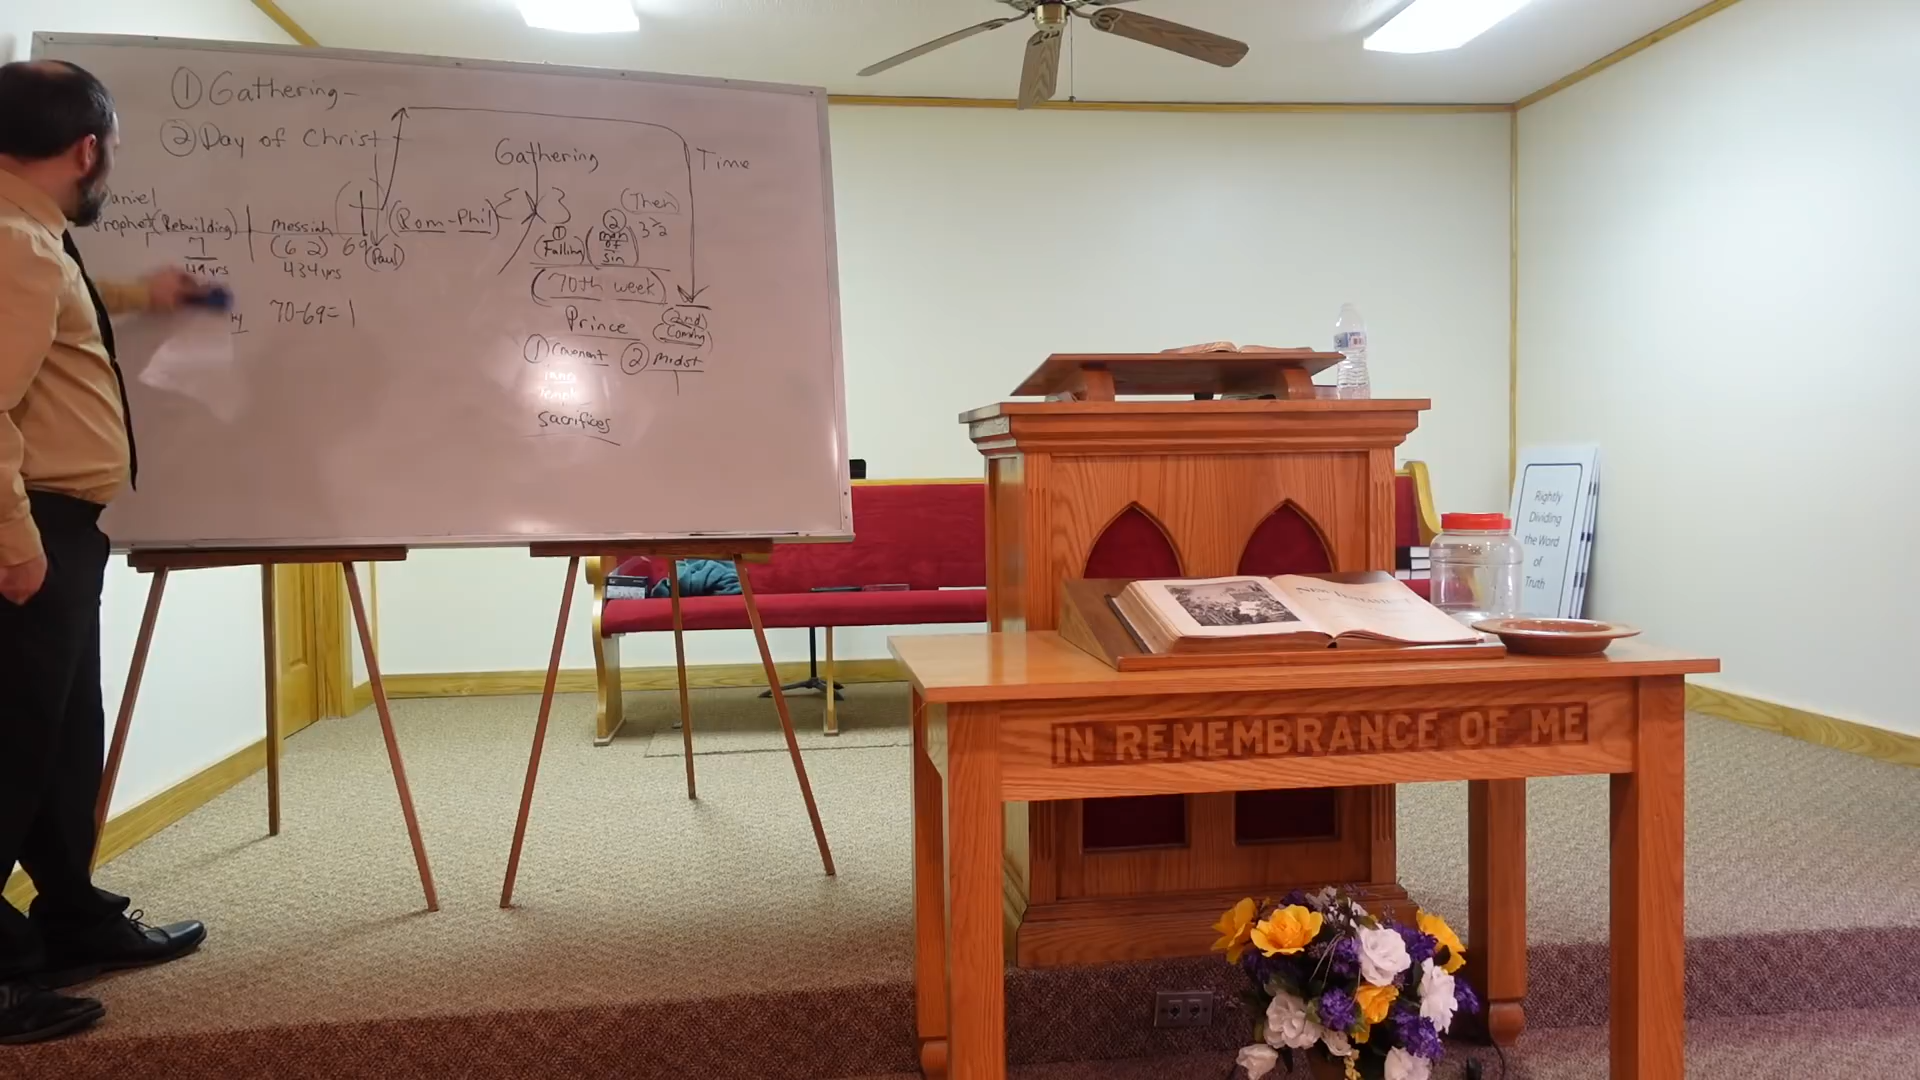 ① Gathering-
② Day of Christ
Gathering
Time
Daniel
Prophet (Rebuilding)
Messiah
(Rom-Phil)
(Then)
7
(62) 69
(Paul)
① Falling
② man of sin
3½
49 yrs
434 yrs
(70th week)
70-69=1
Prince
2nd Coming
① Covenant ② Midst
Sacrifices
Rightly
Dividing
the Word
of
Truth
NEW TESTAMENT
IN REMEMBRANCE OF ME